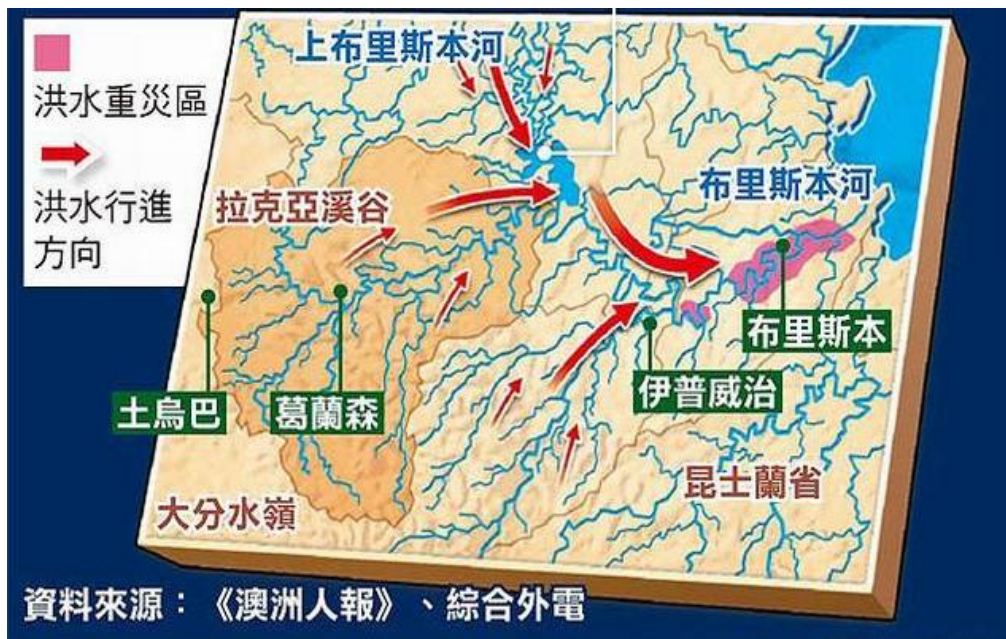 洪水重災區
洪水行進
方向
上布里斯本河
拉克亞溪谷
布里斯本河
布里斯本
伊普威治
土烏巴
葛蘭森
昆士蘭省
大分水嶺
資料來源：《澳洲人報》、綜合外電